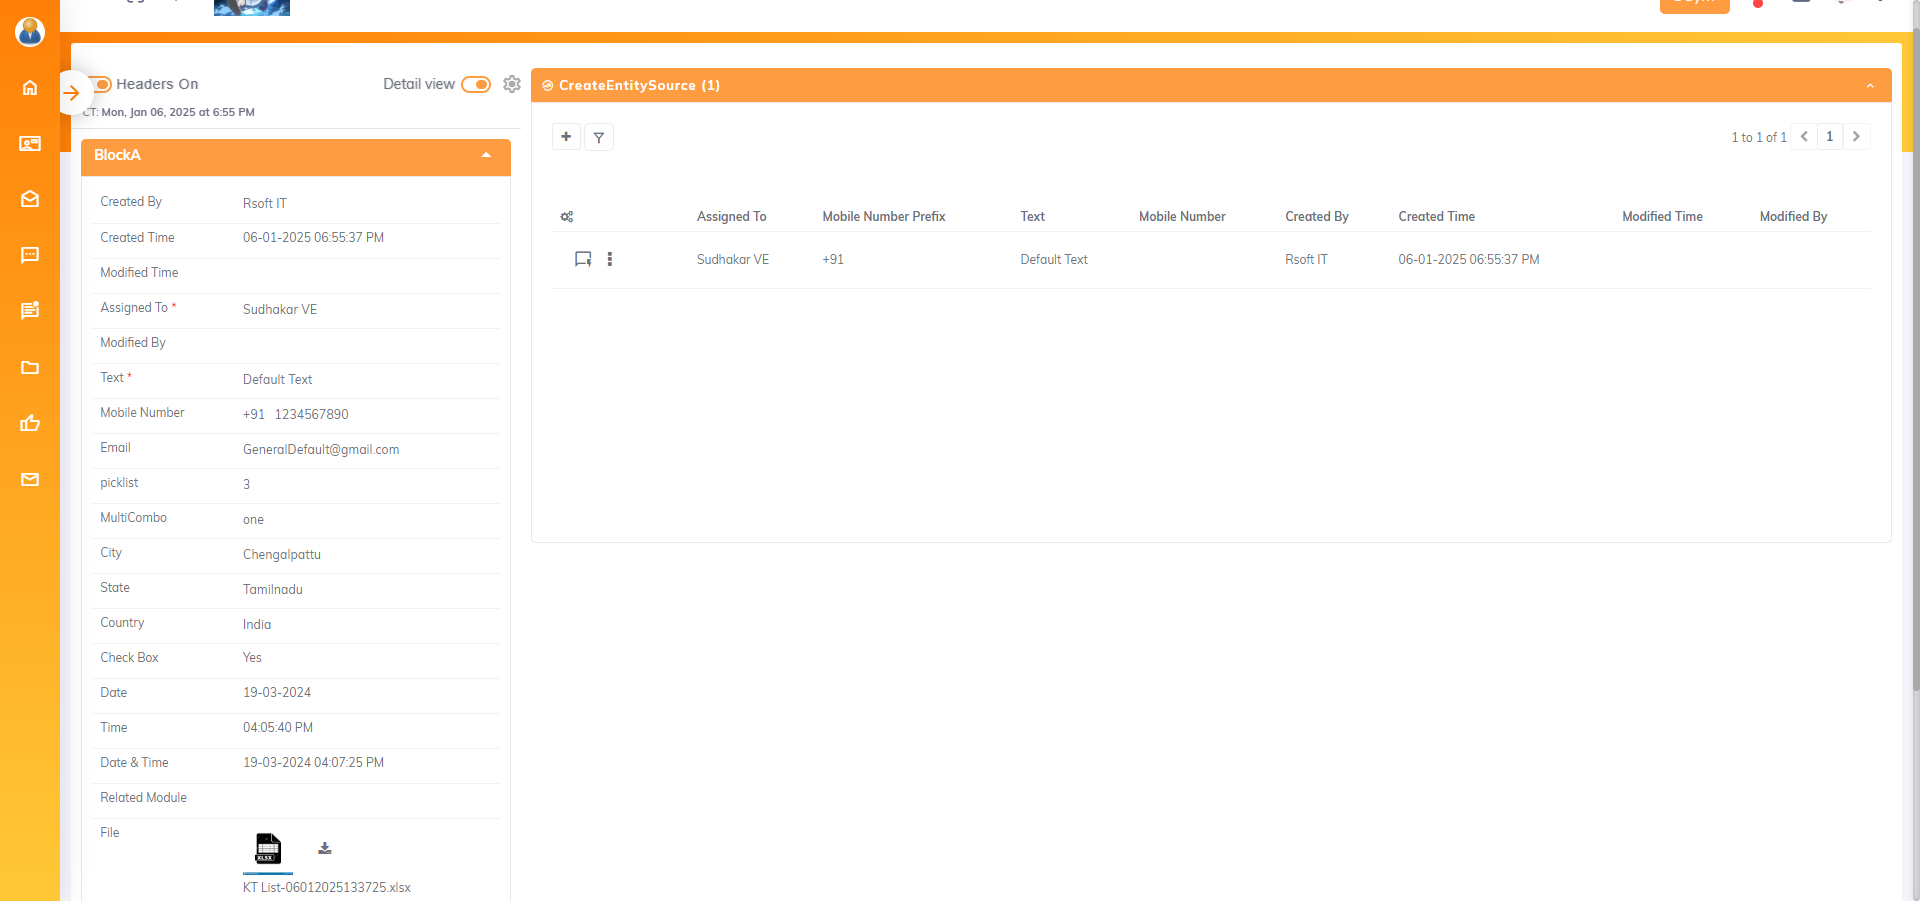 Headers On
Detail view
CT: Mon, Jan 06, 2025 at 6:55 PM
BlockA
Created By Rsoft IT
Created Time 06-01-2025 06:55:37 PM
Modified Time
Assigned To * Sudhakar VE
Modified By
Text * Default Text
Mobile Number +91 1234567890
Email GeneralDefault@gmail.com
picklist 3
MultiCombo one
City Chengalpattu
State Tamilnadu
Country India
Check Box Yes
Date 19-03-2024
Time 04:05:40 PM
Date & Time 19-03-2024 04:07:25 PM
Related Module
File
XLSX
KT List-06012025133725.xlsx
CreateEntitySource (1)
1 to 1 of 1 1
Assigned To Mobile Number Prefix Text Mobile Number Created By Created Time Modified Time Modified By
Sudhakar VE +91 Default Text Rsoft IT 06-01-2025 06:55:37 PM